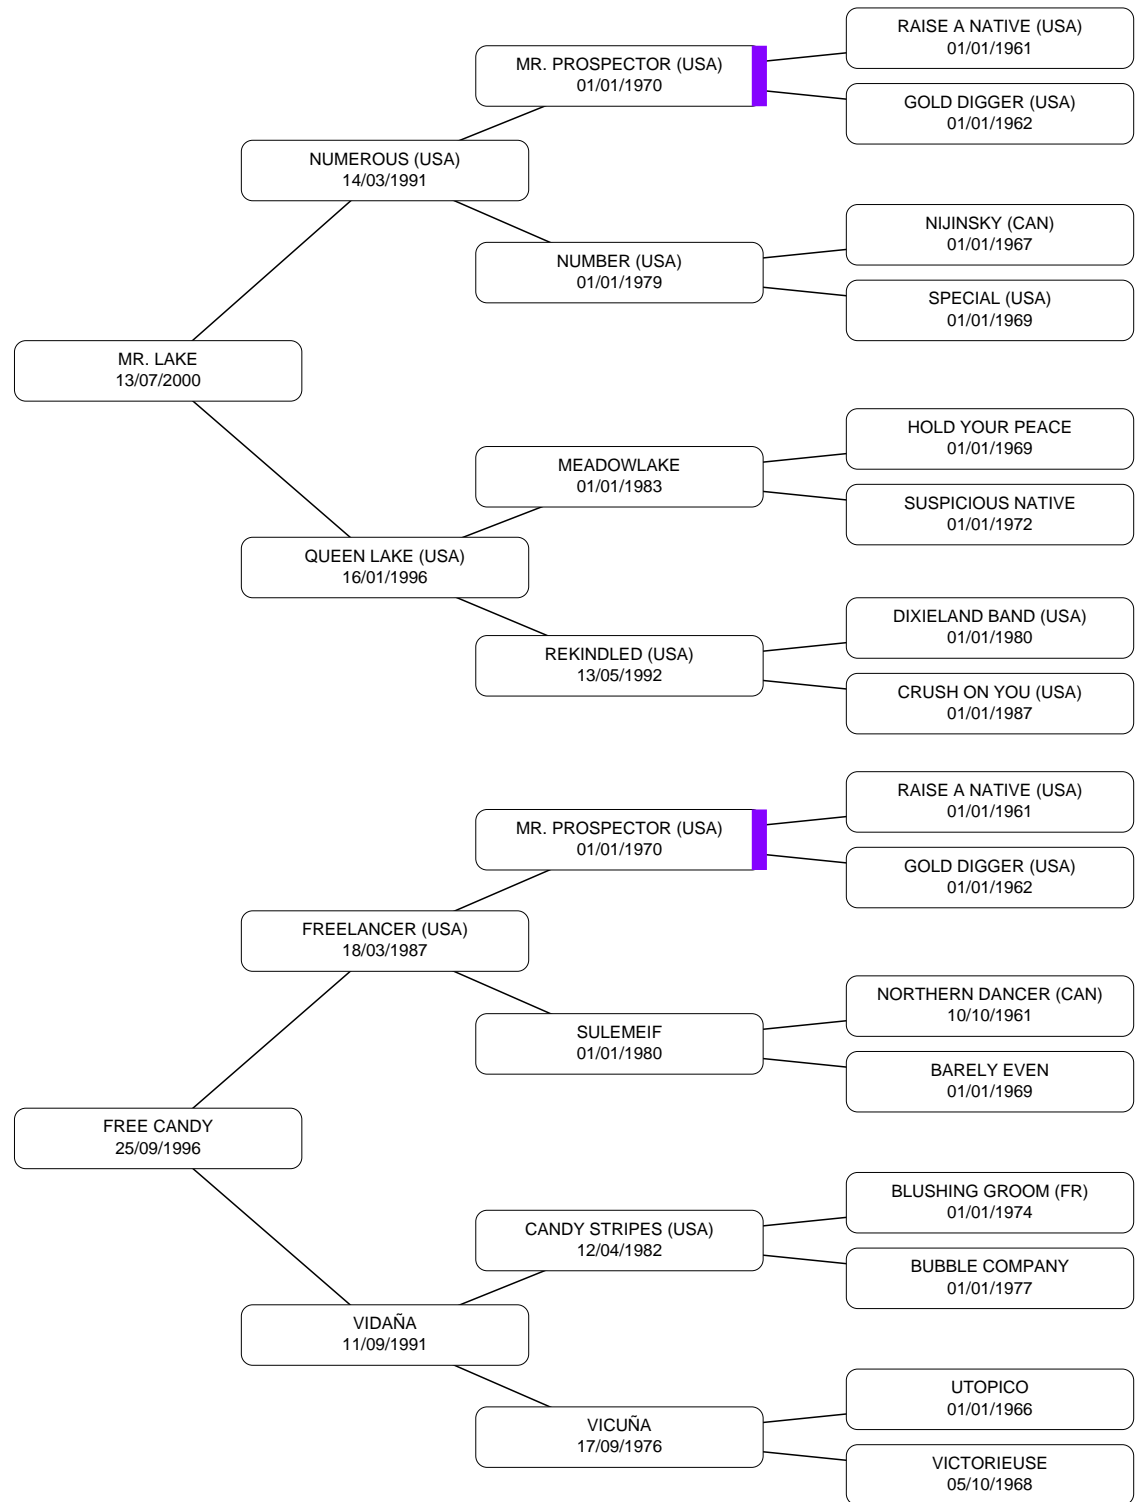 RAISE A NATIVE (USA)
01/01/1961
MR. PROSPECTOR (USA)
01/01/1970
GOLD DIGGER (USA)
01/01/1962
NUMEROUS (USA)
14/03/1991
NIJINSKY (CAN)
01/01/1967
NUMBER (USA)
01/01/1979
SPECIAL (USA)
01/01/1969
MR. LAKE
13/07/2000
HOLD YOUR PEACE
01/01/1969
MEADOWLAKE
01/01/1983
SUSPICIOUS NATIVE
01/01/1972
QUEEN LAKE (USA)
16/01/1996
DIXIELAND BAND (USA)
01/01/1980
REKINDLED (USA)
13/05/1992
CRUSH ON YOU (USA)
01/01/1987
RAISE A NATIVE (USA)
01/01/1961
MR. PROSPECTOR (USA)
01/01/1970
GOLD DIGGER (USA)
01/01/1962
FREELANCER (USA)
18/03/1987
NORTHERN DANCER (CAN)
10/10/1961
SULEMEIF
01/01/1980
BARELY EVEN
01/01/1969
FREE CANDY
25/09/1996
BLUSHING GROOM (FR)
01/01/1974
CANDY STRIPES (USA)
12/04/1982
BUBBLE COMPANY
01/01/1977
VIDAÑA
11/09/1991
UTOPICO
01/01/1966
VICUÑA
17/09/1976
VICTORIEUSE
05/10/1968